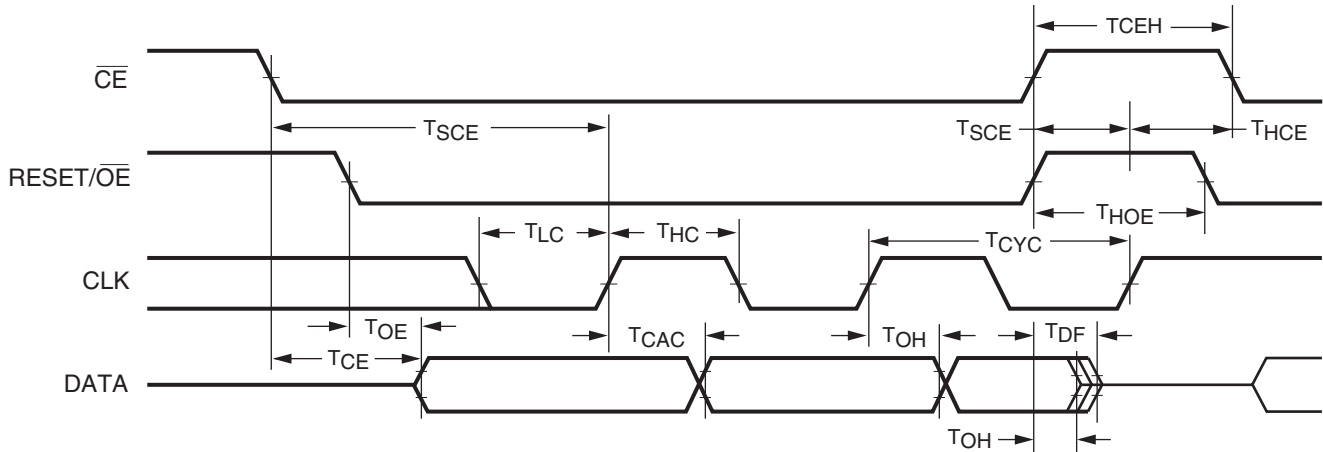 TCEH
CE
TSCE
TSCE
THCE
RESET/OE
TLC
THC
THOE
TCYC
CLK
TOE
TCAC
TOH
TDF
TCE
DATA
TOH